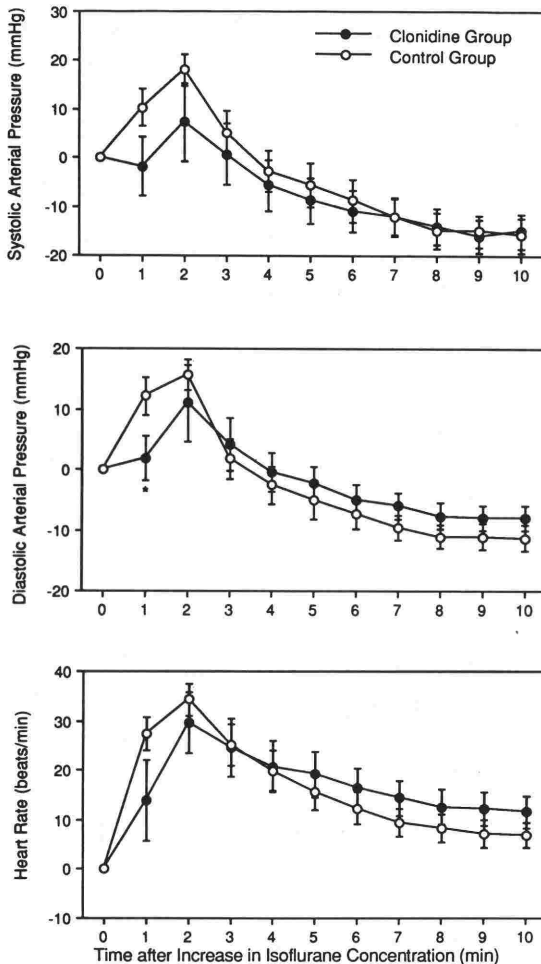 Systolic Arterial Pressure (mmHg)
30
20
10
0
-10
-20
Clonidine Group
Control Group
0 1 2 3 4 5 6 7 8 9 10
Diastolic Arterial Pressure (mmHg)
20
10
0
-10
-20
*
0 1 2 3 4 5 6 7 8 9 10
Heart Rate (beats/min)
40
30
20
10
0
-10
0 1 2 3 4 5 6 7 8 9 10
Time after Increase in Isoflurane Concentration (min)